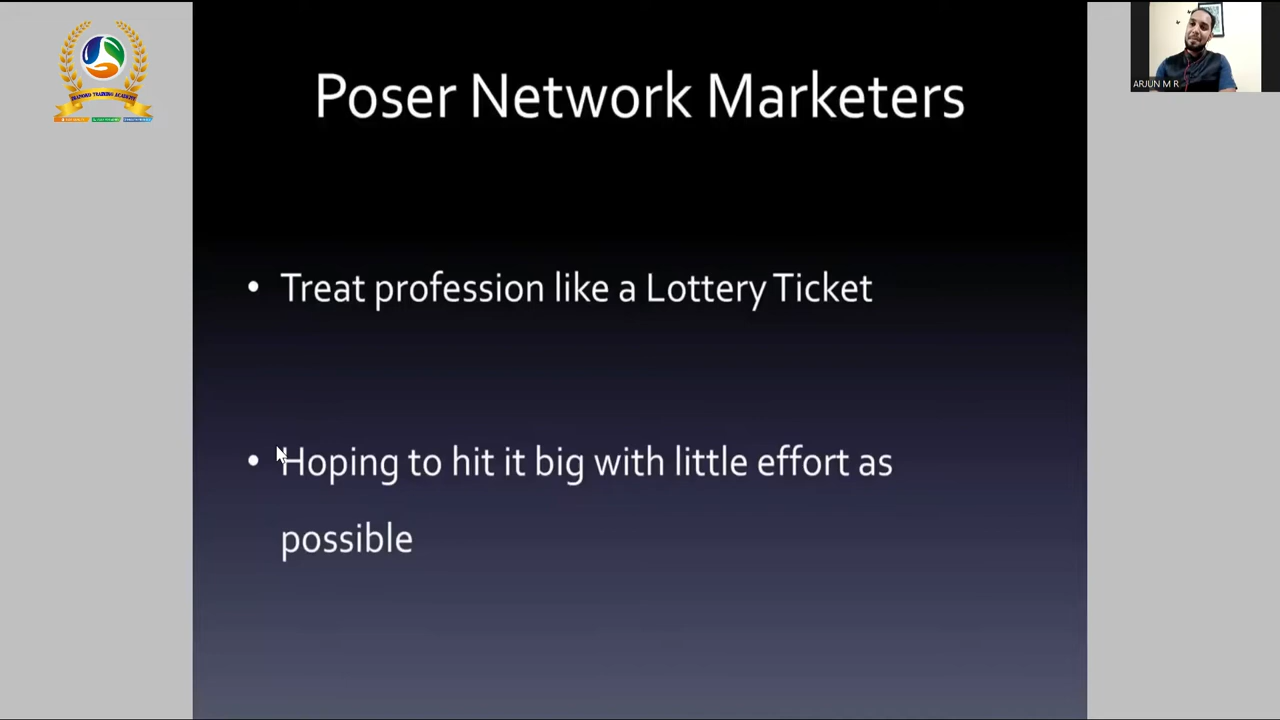 Poser Network Marketers
ARJUN M R
• Treat profession like a Lottery Ticket
• Hoping to hit it big with little effort as
possible